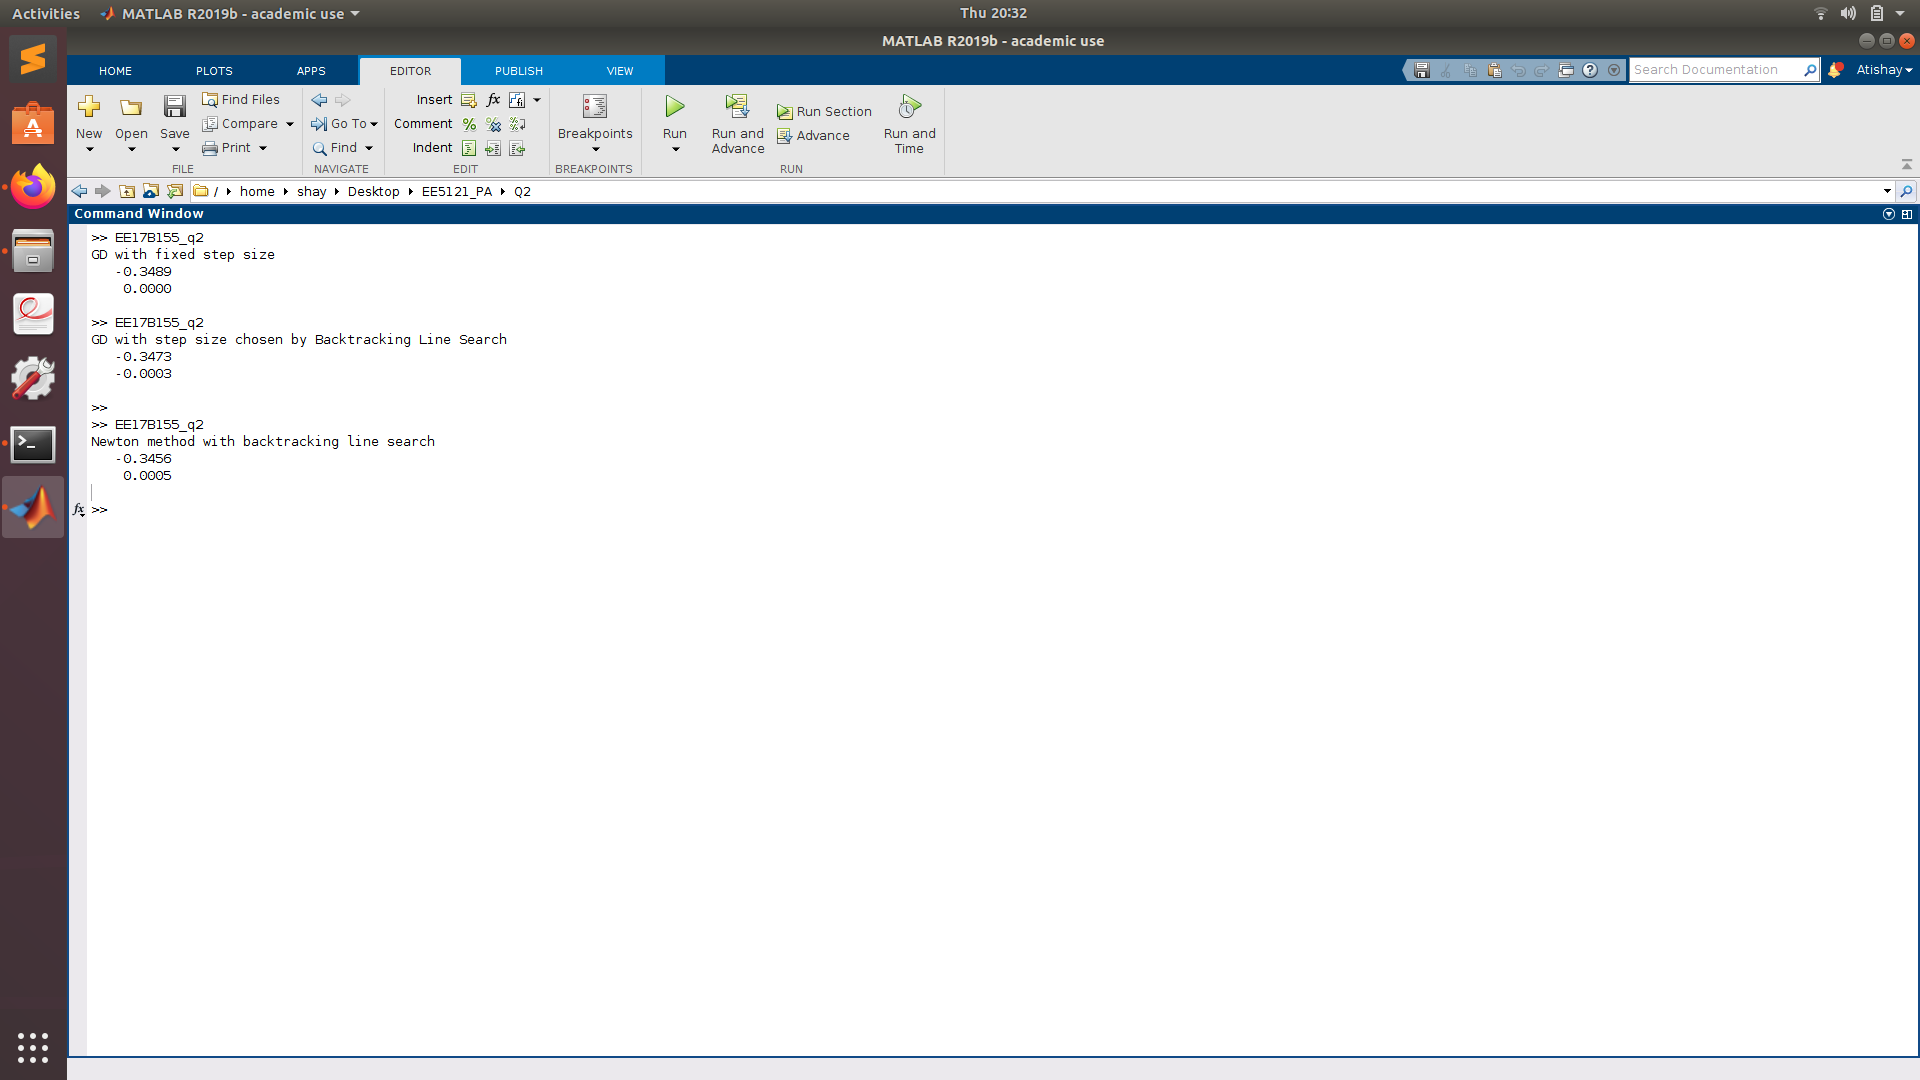 Activities MATLAB R2019b - academic use Thu 20:32
MATLAB R2019b - academic use
HOME PLOTS APPS EDITOR PUBLISH VIEW Search Documentation Atishay
New Open Save Find Files Compare Print
FILE
Go To Find
NAVIGATE
Insert fx
Comment
Indent
EDIT
Breakpoints
BREAKPOINTS
Run Run and Advance Run Section Advance Run and Time
RUN
/ home shay Desktop EE5121_PA Q2
Command Window
>> EE17B155_q2
GD with fixed step size
-0.3489
0.0000
>> EE17B155_q2
GD with step size chosen by Backtracking Line Search
-0.3473
-0.0003
>>
>> EE17B155_q2
Newton method with backtracking line search
-0.3456
0.0005
fx >>